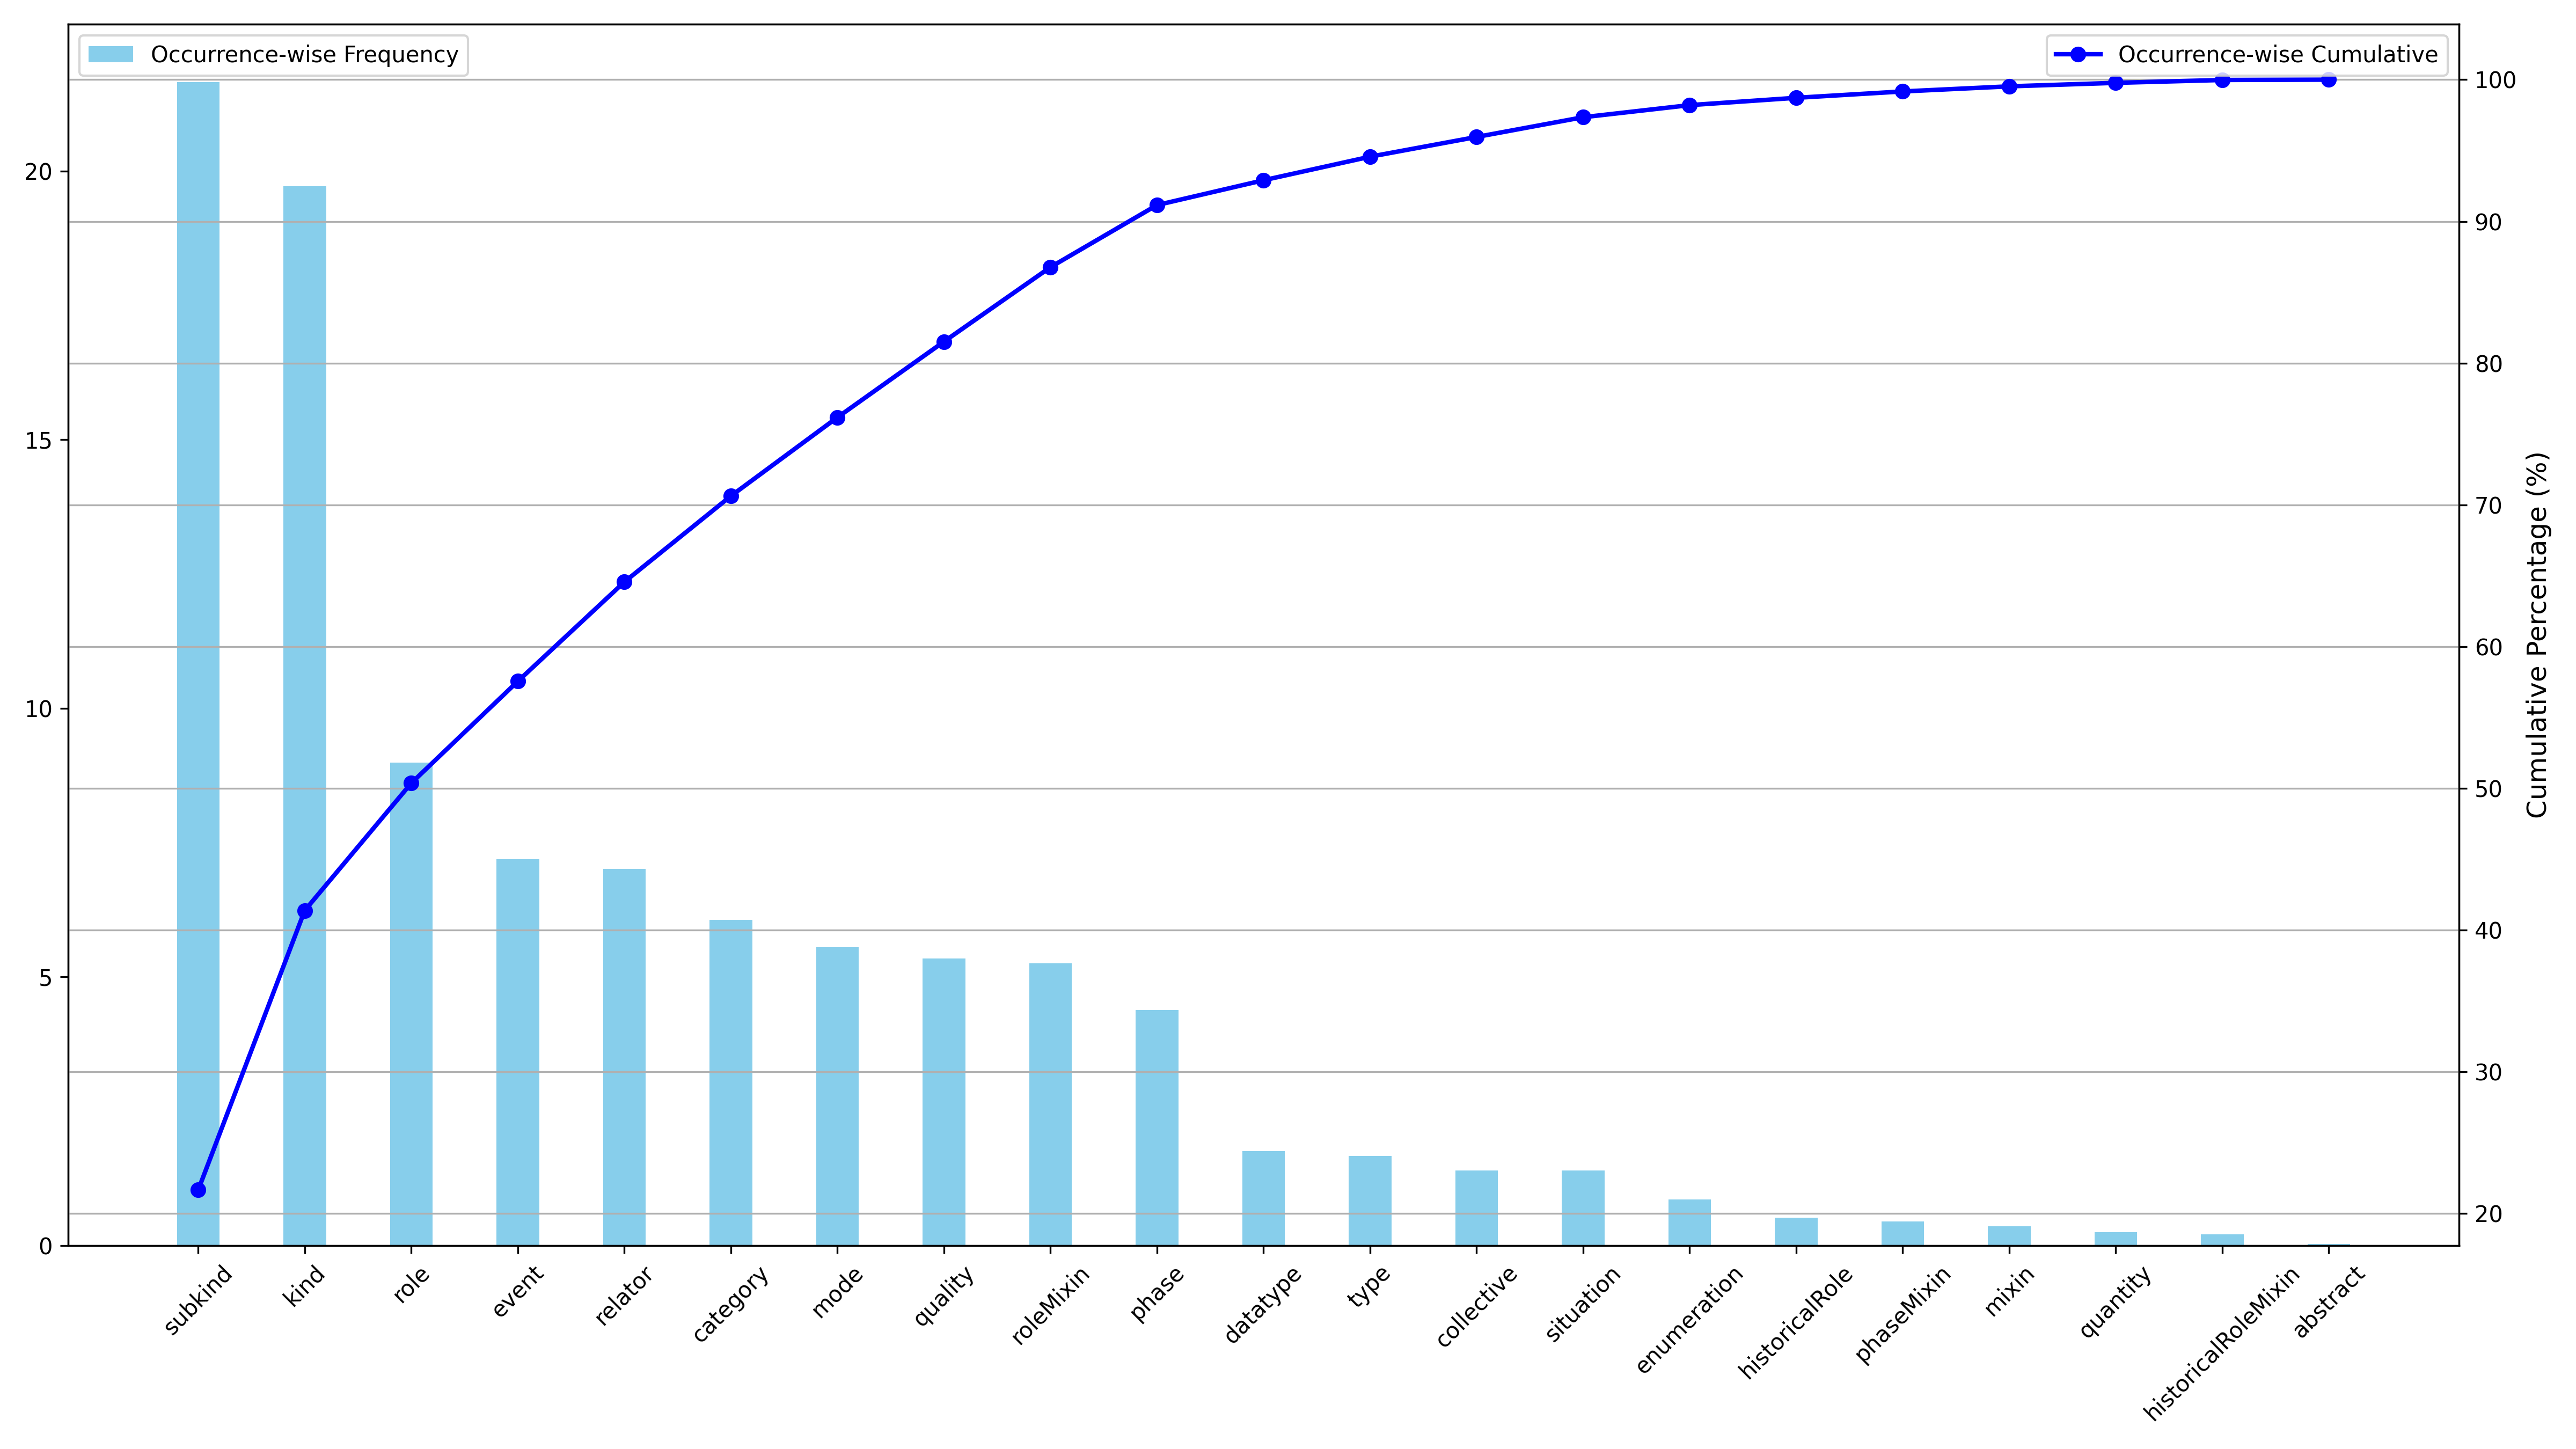 Occurrence-wise Frequency
Occurrence-wise Cumulative
20
15
10
5
0
100
90
80
70
60
50
40
30
20
Cumulative Percentage (%)
subkind
kind
role
event
relator
category
mode
quality
roleMixin
phase
datatype
type
collective
situation
enumeration
historicalRole
phaseMixin
mixin
quantity
historicalRoleMixin
abstract